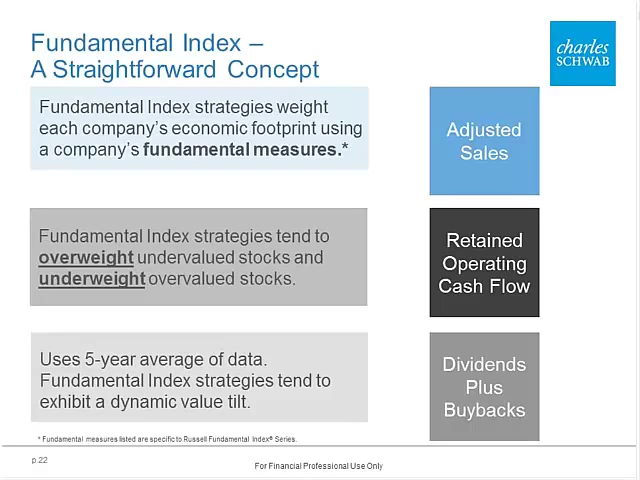 Fundamental Index –
A Straightforward Concept
charles
SCHWAB
Fundamental Index strategies weight
each company's economic footprint using
a company's fundamental measures.*
Adjusted
Sales
Fundamental Index strategies tend to
overweight undervalued stocks and
underweight overvalued stocks.
Retained
Operating
Cash Flow
Uses 5-year average of data.
Fundamental Index strategies tend to
exhibit a dynamic value tilt.
Dividends
Plus
Buybacks
* Fundamental measures listed are specific to Russell Fundamental Index® Series.
p.22
For Financial Professional Use Only